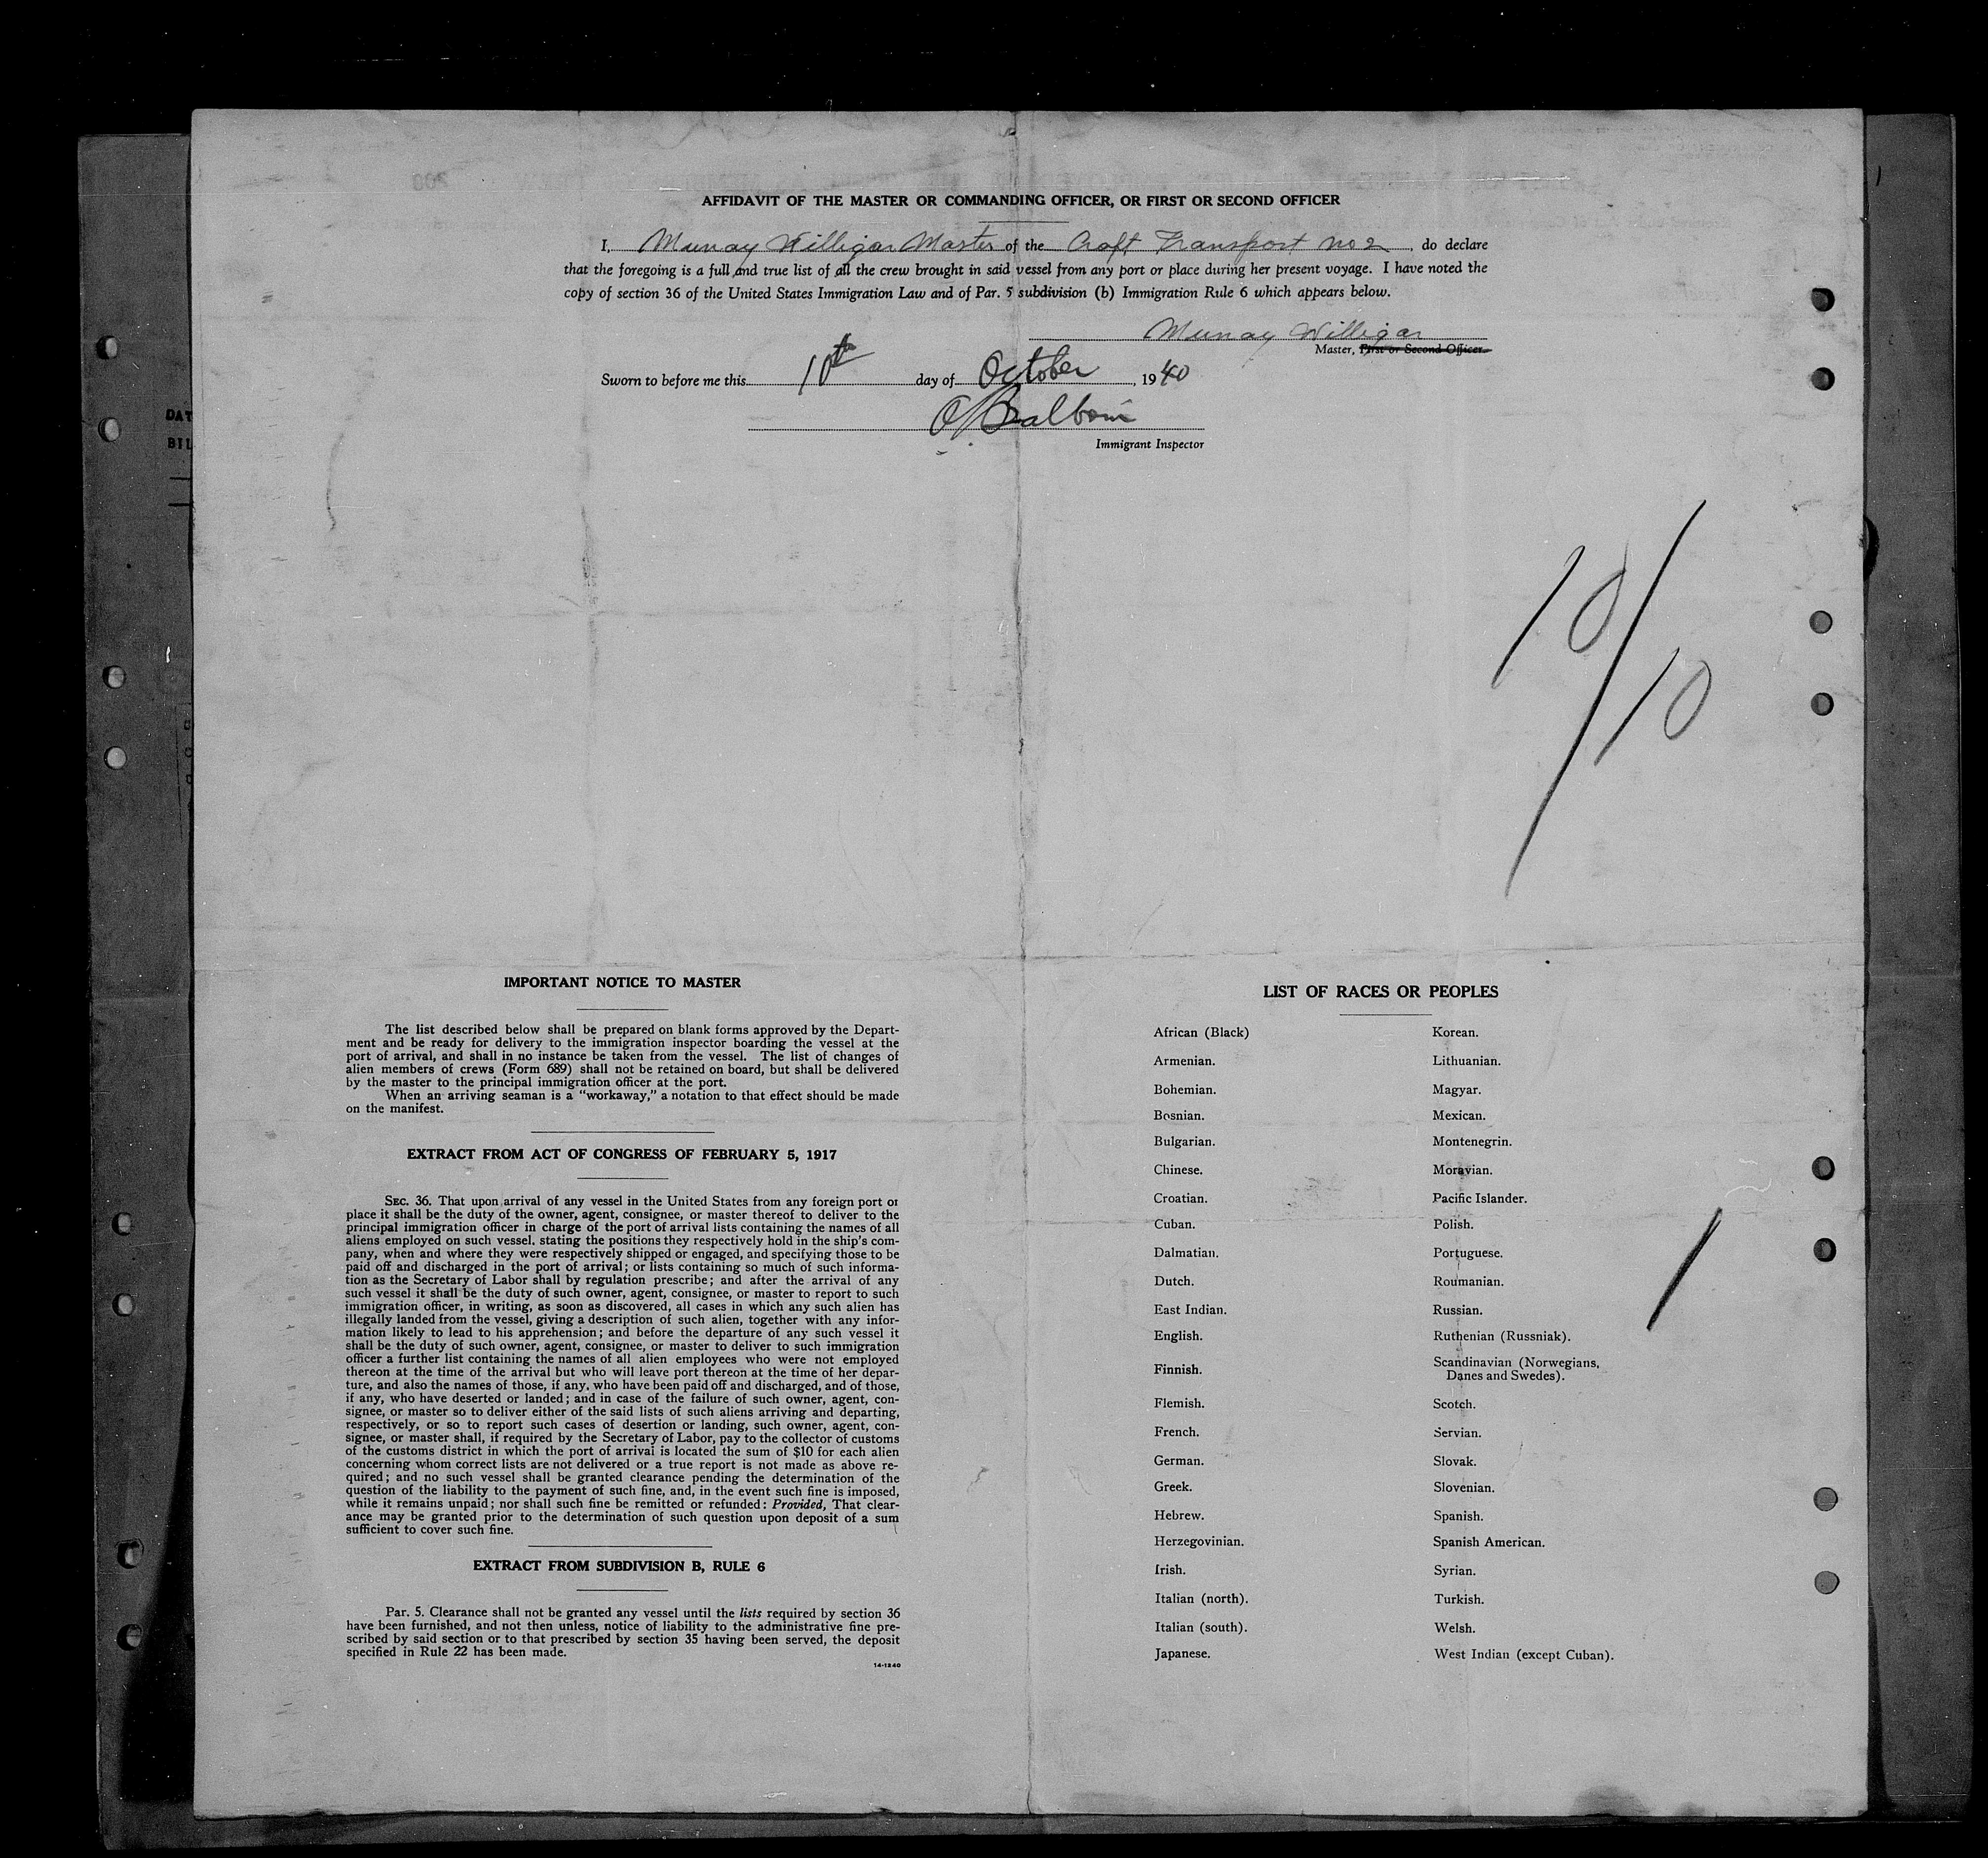 AFFIDAVIT OF THE MASTER OR COMMANDING OFFICER, OR FIRST OR SECOND OFFICER
I, Murray Willigar Master of the Craft Transport no 2, do declare
that the foregoing is a full and true list of all the crew brought in said vessel from any port or place during her present voyage. I have noted the
copy of section 36 of the United States Immigration Law and of Par. 5 subdivision (b) Immigration Rule 6 which appears below.
Murray Willigar
Master, First or Second Officer.
Sworn to before me this 10th day of October, 1940
Immigrant Inspector
DAT
BIL
10/10
IMPORTANT NOTICE TO MASTER
The list described below shall be prepared on blank forms approved by the Depart-
ment and be ready for delivery to the immigration inspector boarding the vessel at the
port of arrival, and shall in no instance be taken from the vessel. The list of changes of
alien members of crews (Form 689) shall not be retained on board, but shall be delivered
by the master to the principal immigration officer at the port.
When an arriving seaman is a "workaway," a notation to that effect should be made
on the manifest.
EXTRACT FROM ACT OF CONGRESS OF FEBRUARY 5, 1917
SEC. 36. That upon arrival of any vessel in the United States from any foreign port or
place it shall be the duty of the owner, agent, consignee, or master thereof to deliver to the
principal immigration officer in charge of the port of arrival lists containing the names of all
aliens employed on such vessel, stating the positions they respectively hold in the ship's com-
pany, when and where they were respectively shipped or engaged, and specifying those to be
paid off and discharged in the port of arrival; or lists containing so much of such informa-
tion as the Secretary of Labor shall by regulation prescribe; and after the arrival of any
such vessel it shall be the duty of such owner, agent, consignee, or master to report to such
immigration officer, in writing, as soon as discovered, all cases in which any such alien has
illegally landed from the vessel, giving a description of such alien, together with any infor-
mation likely to lead to his apprehension; and before the departure of any such vessel it
shall be the duty of such owner, agent, consignee, or master to deliver to such immigration
officer a further list containing the names of all alien employees who were not employed
thereon at the time of the arrival but who will leave port thereon at the time of her depar-
ture, and also the names of those, if any, who have been paid off and discharged, and of those,
if any, who have deserted or landed; and in case of the failure of such owner, agent, con-
signee, or master so to deliver either of the said lists of such aliens arriving and departing,
respectively, or so to report such cases of desertion or landing, such owner, agent, con-
signee, or master shall, if required by the Secretary of Labor, pay to the collector of customs
of the customs district in which the port of arrival is located the sum of $10 for each alien
concerning whom correct lists are not delivered or a true report is not made as above re-
quired; and no such vessel shall be granted clearance pending the determination of the
question of the liability to the payment of such fine, and, in the event such fine is imposed,
while it remains unpaid; nor shall such fine be remitted or refunded: Provided, That clear-
ance may be granted prior to the determination of such question upon deposit of a sum
sufficient to cover such fine.
EXTRACT FROM SUBDIVISION B, RULE 6
Par. 5. Clearance shall not be granted any vessel until the lists required by section 36
have been furnished, and not then unless, notice of liability to the administrative fine pre-
scribed by said section or to that prescribed by section 35 having been served, the deposit
specified in Rule 22 has been made.
14-1240
LIST OF RACES OR PEOPLES
African (Black)
Armenian.
Bohemian.
Bosnian.
Bulgarian.
Chinese.
Croatian.
Cuban.
Dalmatian.
Dutch.
East Indian.
English.
Finnish.
Flemish.
French.
German.
Greek.
Hebrew.
Herzegovinian.
Irish.
Italian (north).
Italian (south).
Japanese.
Korean.
Lithuanian.
Magyar.
Mexican.
Montenegrin.
Moravian.
Pacific Islander.
Polish.
Portuguese.
Roumanian.
Russian.
Ruthenian (Russniak).
Scandinavian (Norwegians,
Danes and Swedes).
Scotch.
Servian.
Slovak.
Slovenian.
Spanish.
Spanish American.
Syrian.
Turkish.
Welsh.
West Indian (except Cuban).